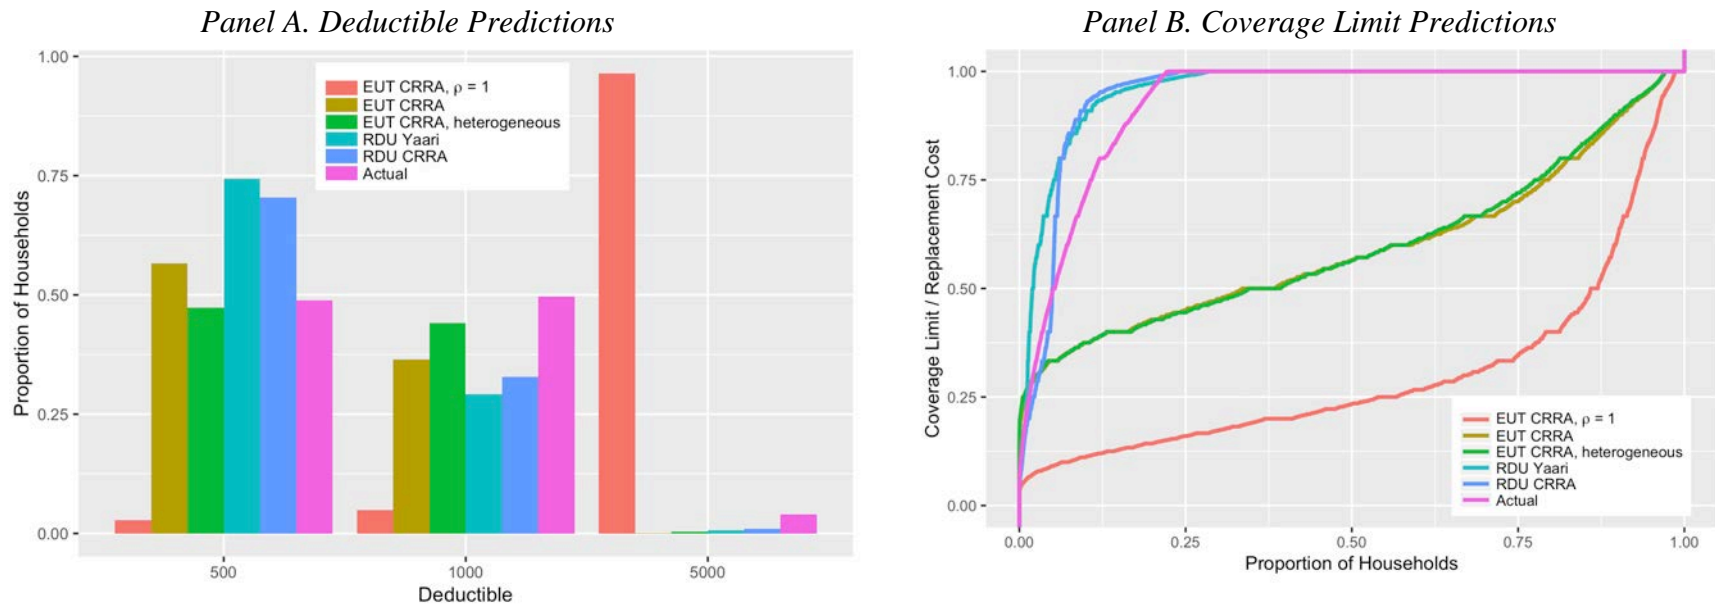 Panel A. Deductible Predictions
1.00
0.75
0.50
0.25
0.00
Proportion of Households
EUT CRRA, ρ = 1
EUT CRRA
EUT CRRA, heterogeneous
RDU Yaari
RDU CRRA
Actual
500
1000
5000
Deductible
Panel B. Coverage Limit Predictions
1.00
0.75
0.50
0.25
0.00
Coverage Limit / Replacement Cost
EUT CRRA, ρ = 1
EUT CRRA
EUT CRRA, heterogeneous
RDU Yaari
RDU CRRA
Actual
0.00
0.25
0.50
0.75
1.00
Proportion of Households